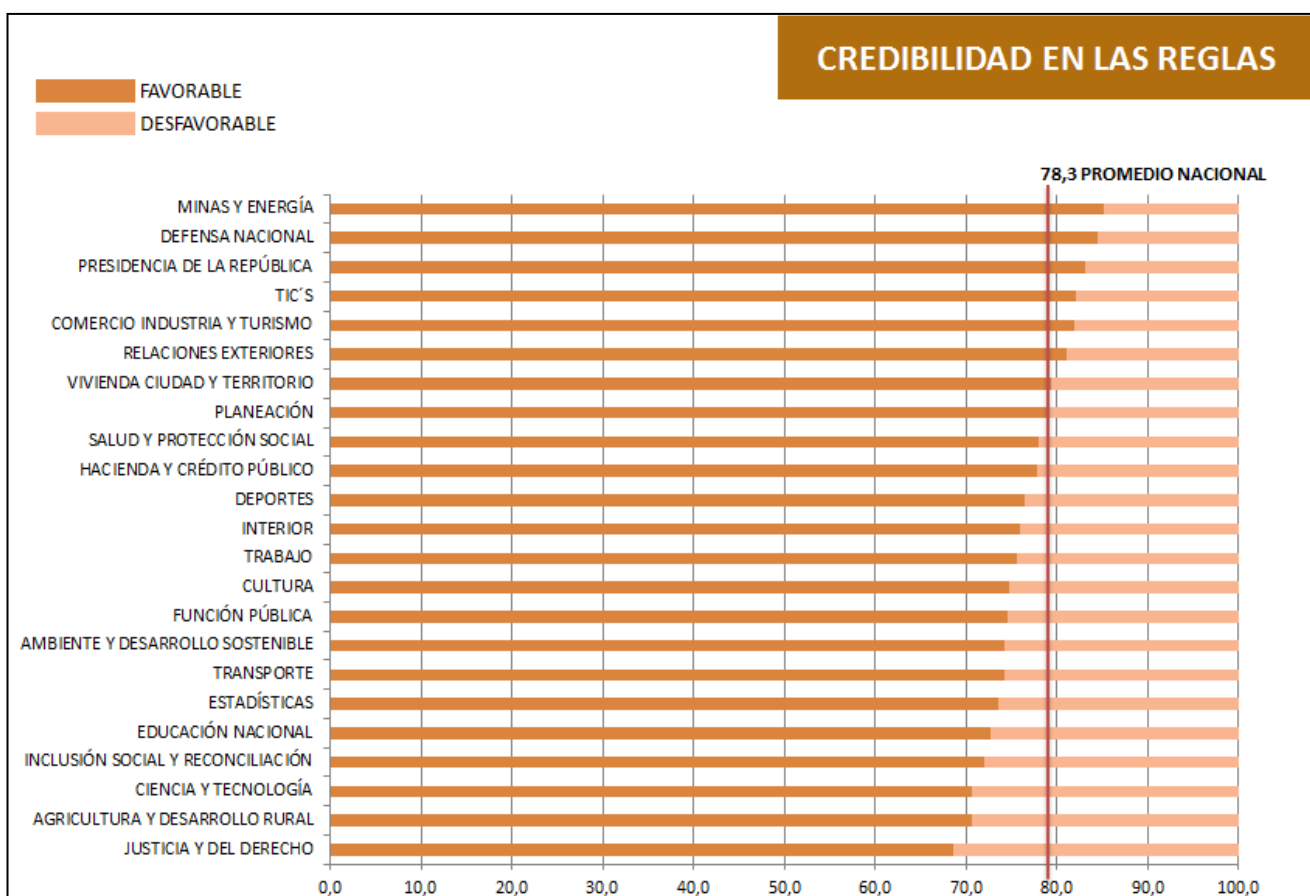 CREDIBILIDAD EN LAS REGLAS
FAVORABLE
DESFAVORABLE
78,3 PROMEDIO NACIONAL
MINAS Y ENERGÍA
DEFENSA NACIONAL
PRESIDENCIA DE LA REPÚBLICA
TIC´S
COMERCIO INDUSTRIA Y TURISMO
RELACIONES EXTERIORES
VIVIENDA CIUDAD Y TERRITORIO
PLANEACIÓN
SALUD Y PROTECCIÓN SOCIAL
HACIENDA Y CRÉDITO PÚBLICO
DEPORTES
INTERIOR
TRABAJO
CULTURA
FUNCIÓN PÚBLICA
AMBIENTE Y DESARROLLO SOSTENIBLE
TRANSPORTE
ESTADÍSTICAS
EDUCACIÓN NACIONAL
INCLUSIÓN SOCIAL Y RECONCILIACIÓN
CIENCIA Y TECNOLOGÍA
AGRICULTURA Y DESARROLLO RURAL
JUSTICIA Y DEL DERECHO
0,0 10,0 20,0 30,0 40,0 50,0 60,0 70,0 80,0 90,0 100,0